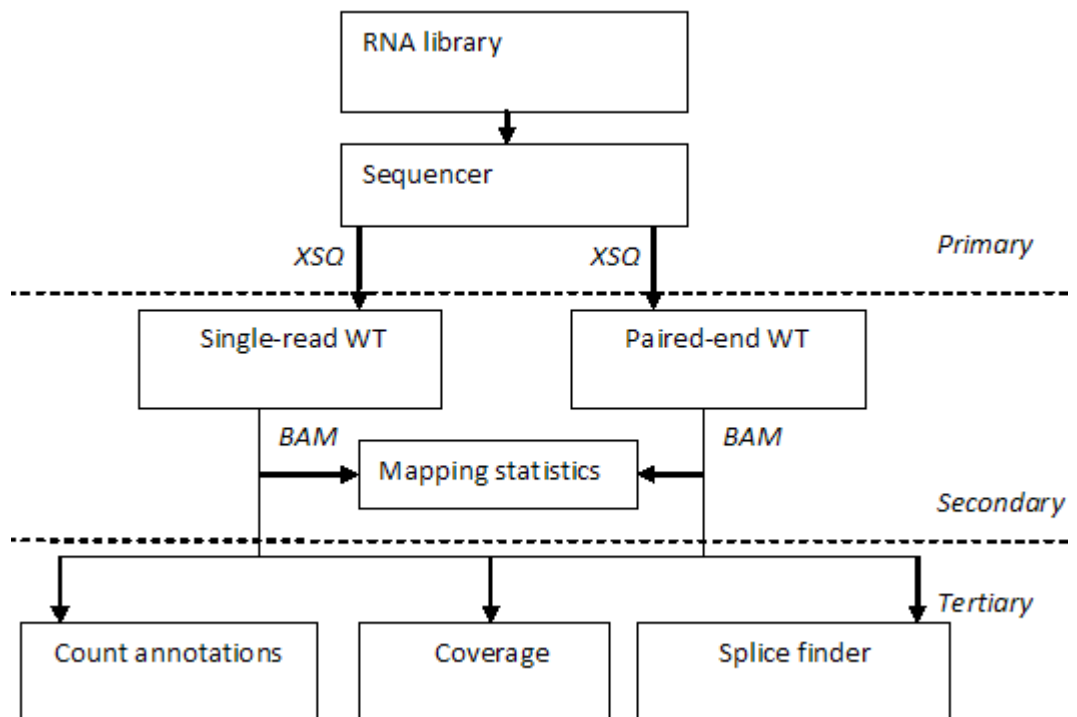 RNA library
Sequencer
XSQ
XSQ
Primary
Single-read WT
Paired-end WT
BAM
BAM
Mapping statistics
Secondary
Tertiary
Count annotations
Coverage
Splice finder